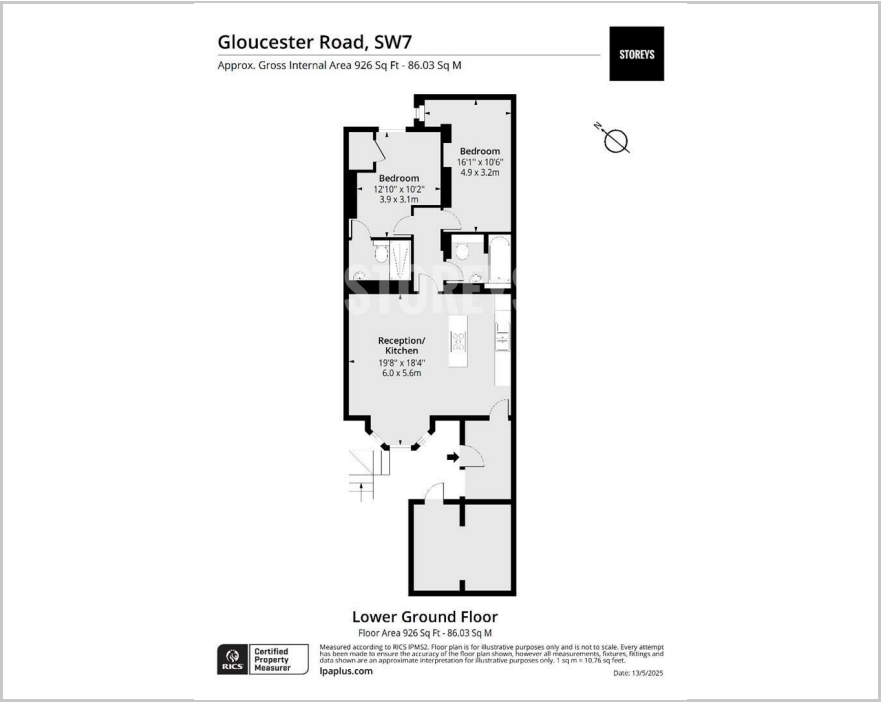 Gloucester Road, SW7
Approx. Gross Internal Area 926 Sq Ft - 86.03 Sq M
STOREYS
N
Bedroom
16'1" x 10'6"
4.9 x 3.2m
Bedroom
12'10" x 10'2"
3.9 x 3.1m
STOREYS
Reception/
Kitchen
19'8" x 18'4"
6.0 x 5.6m
Lower Ground Floor
Floor Area 926 Sq Ft - 86.03 Sq M
RICS
Certified
Property
Measurer
Measured according to RICS IPMS2. Floor plan is for illustrative purposes only and is not to scale. Every attempt
has been made to ensure the accuracy of the floor plan shown, however all measurements, fixtures, fittings and
data shown are an approximate interpretation for illustrative purposes only. 1 sq m = 10.76 sq feet.
lpaplus.com
Date: 13/5/2025